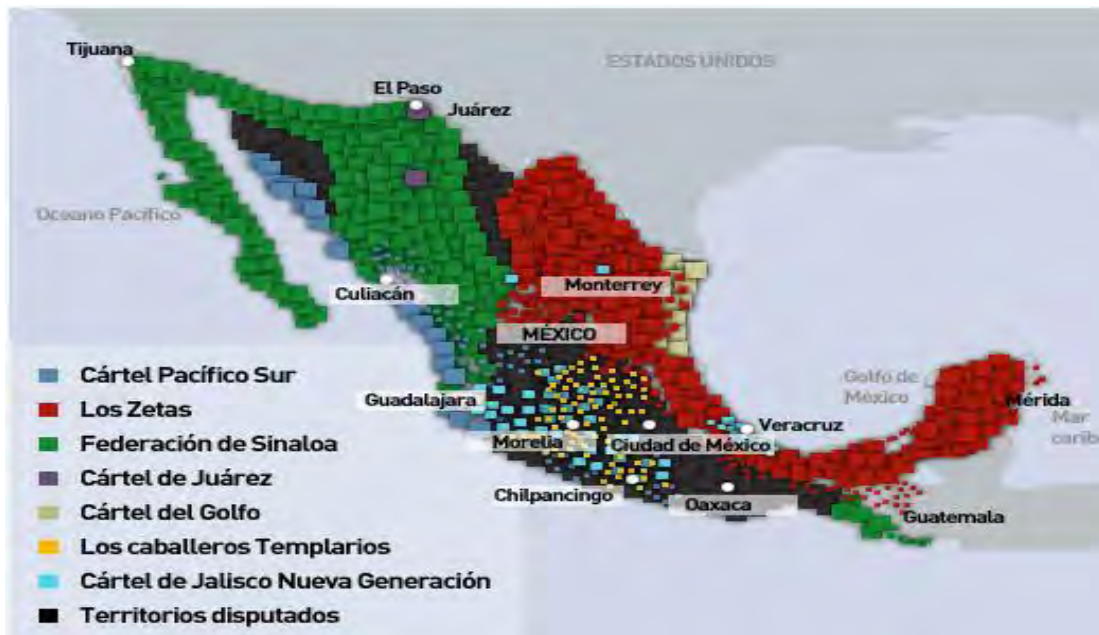 Tijuana
ESTADOS UNIDOS
El Paso
Juárez
Oceano Pacífico
Culiacán
Monterrey
MÉXICO
Guadalajara
Golfo de
México
Mérida
Mar
caribe
Veracruz
Morelia
Ciudad de México
Chilpancingo
Oaxaca
Guatemala
Cártel Pacífico Sur
Los Zetas
Federación de Sinaloa
Cártel de Juárez
Cártel del Golfo
Los caballeros Templarios
Cártel de Jalisco Nueva Generación
Territorios disputados